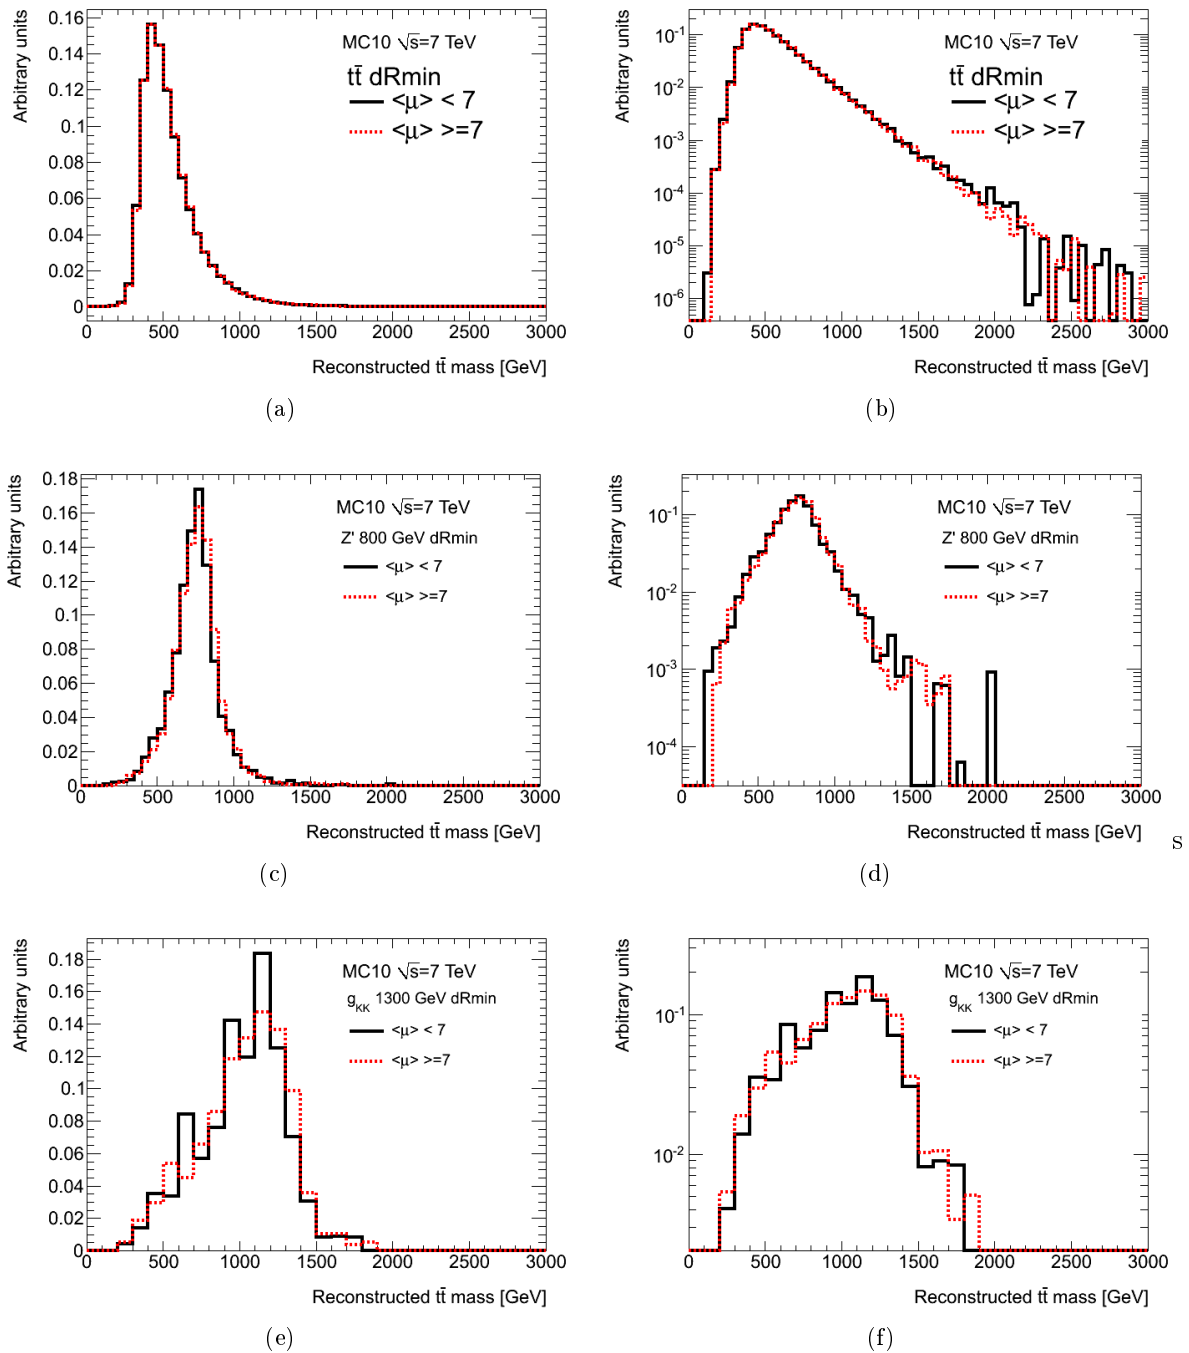 Arbitrary units
0.16
0.14
0.12
0.1
0.08
0.06
0.04
0.02
0
MC10 √s=7 TeV
tt̄ dRmin
<μ> < 7
<μ> >=7
0 500 1000 1500 2000 2500 3000
Reconstructed tt̄ mass [GeV]
(a)
Arbitrary units
10⁻¹
10⁻²
10⁻³
10⁻⁴
10⁻⁵
10⁻⁶
MC10 √s=7 TeV
tt̄ dRmin
<μ> < 7
<μ> >=7
0 500 1000 1500 2000 2500 3000
Reconstructed tt̄ mass [GeV]
(b)
Arbitrary units
0.18
0.16
0.14
0.12
0.1
0.08
0.06
0.04
0.02
0
MC10 √s=7 TeV
Z' 800 GeV dRmin
<μ> < 7
<μ> >=7
0 500 1000 1500 2000 2500 3000
Reconstructed tt̄ mass [GeV]
(c)
Arbitrary units
10⁻¹
10⁻²
10⁻³
10⁻⁴
MC10 √s=7 TeV
Z' 800 GeV dRmin
<μ> < 7
<μ> >=7
0 500 1000 1500 2000 2500 3000
Reconstructed tt̄ mass [GeV]
s
(d)
Arbitrary units
0.18
0.16
0.14
0.12
0.1
0.08
0.06
0.04
0.02
0
MC10 √s=7 TeV
g_KK 1300 GeV dRmin
<μ> < 7
<μ> >=7
0 500 1000 1500 2000 2500 3000
Reconstructed tt̄ mass [GeV]
(e)
Arbitrary units
10⁻¹
10⁻²
MC10 √s=7 TeV
g_KK 1300 GeV dRmin
<μ> < 7
<μ> >=7
0 500 1000 1500 2000 2500 3000
Reconstructed tt̄ mass [GeV]
(f)